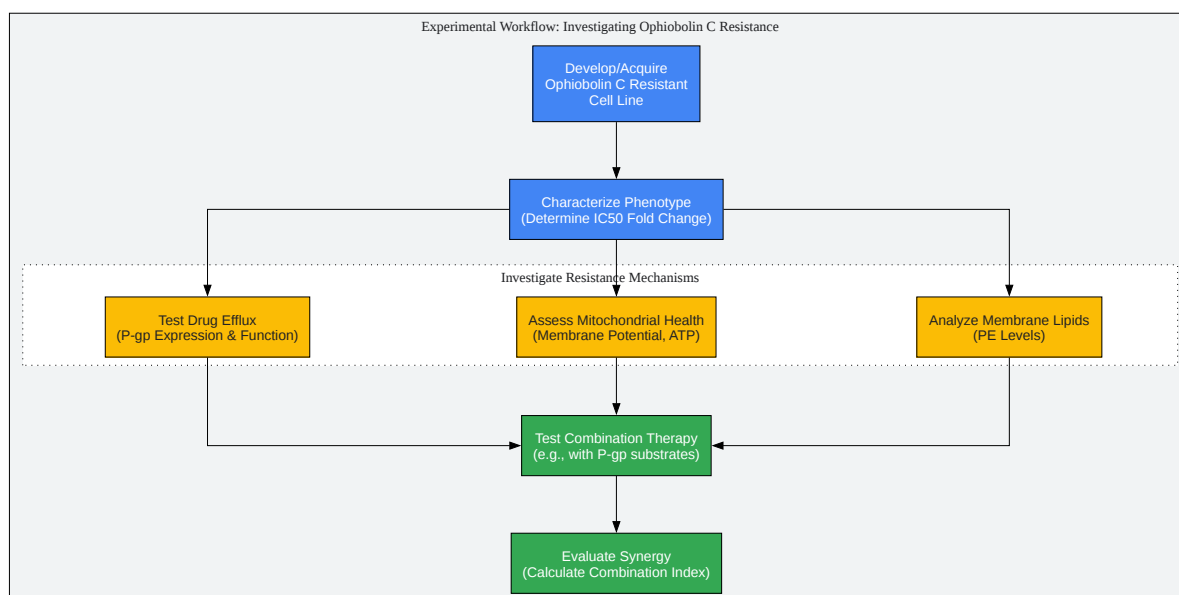 Experimental Workflow: Investigating Ophiobolin C Resistance
Develop/Acquire
Ophiobolin C Resistant
Cell Line
Characterize Phenotype
(Determine IC50 Fold Change)
Investigate Resistance Mechanisms
Test Drug Efflux
(P-gp Expression & Function)
Assess Mitochondrial Health
(Membrane Potential, ATP)
Analyze Membrane Lipids
(PE Levels)
Test Combination Therapy
(e.g., with P-gp substrates)
Evaluate Synergy
(Calculate Combination Index)